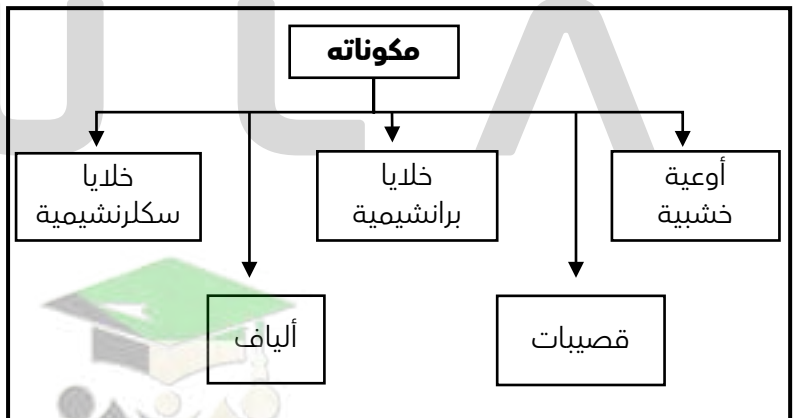 مكوناته
أوعية
خشبية
خلايا
برانشيمية
خلايا
سكلرنشيمية
قصيبات
ألياف